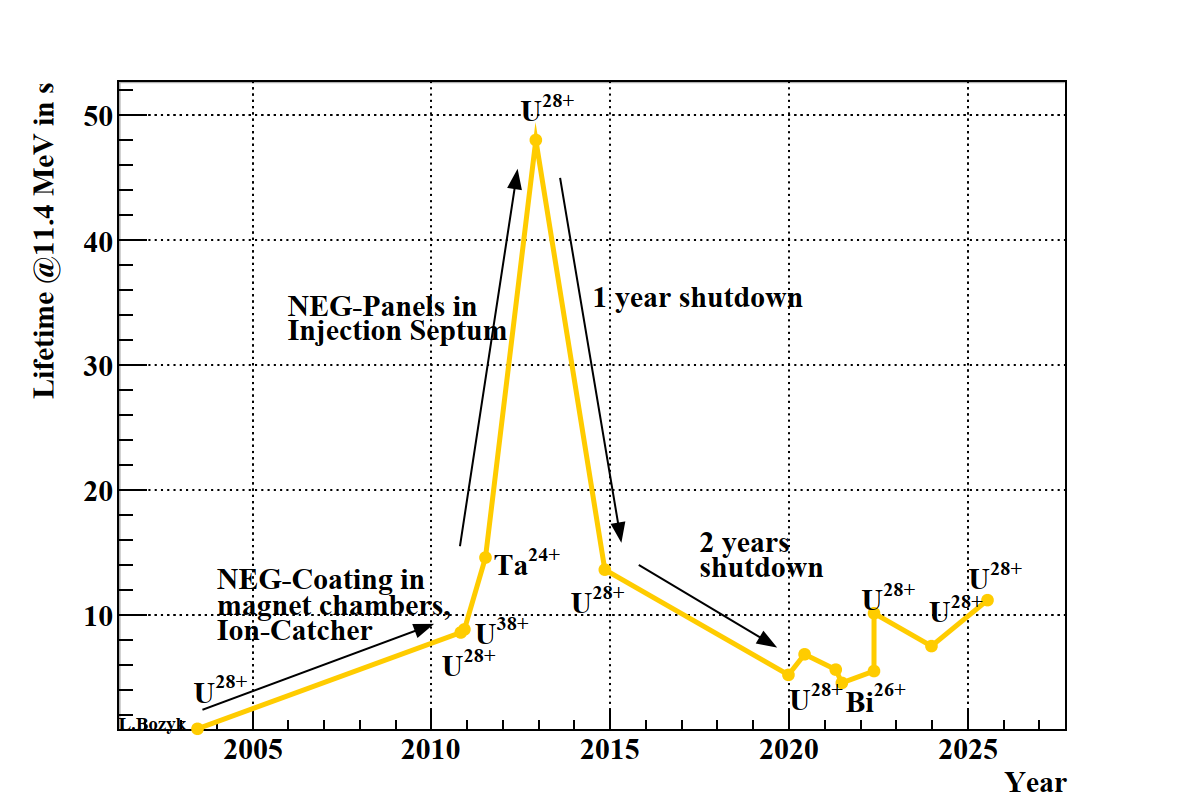 Lifetime @11.4 MeV in s
50
40
30
20
10
U28+
1 year shutdown
NEG-Panels in
Injection Septum
2 years
shutdown
Ta24+
NEG-Coating in
magnet chambers,
Ion-Catcher
U38+
U28+
U28+
U28+
U28+
U28+
U28+
U28+
Bi26+
L.Bozyk
2005
2010
2015
2020
2025
Year